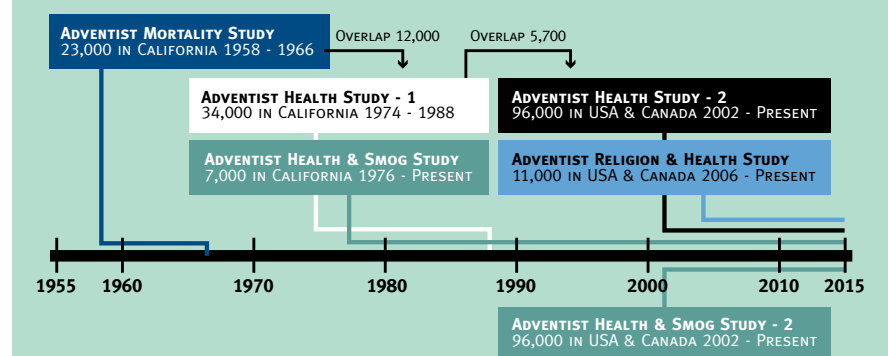 Adventist Mortality Study
23,000 in California 1958 - 1966
Overlap 12,000
Overlap 5,700
Adventist Health Study - 1
34,000 in California 1974 - 1988
Adventist Health Study - 2
96,000 in USA & Canada 2002 - Present
Adventist Health & Smog Study
7,000 in California 1976 - Present
Adventist Religion & Health Study
11,000 in USA & Canada 2006 - Present
1955 1960 1970 1980 1990 2000 2010 2015
Adventist Health & Smog Study - 2
96,000 in USA & Canada 2002 - Present